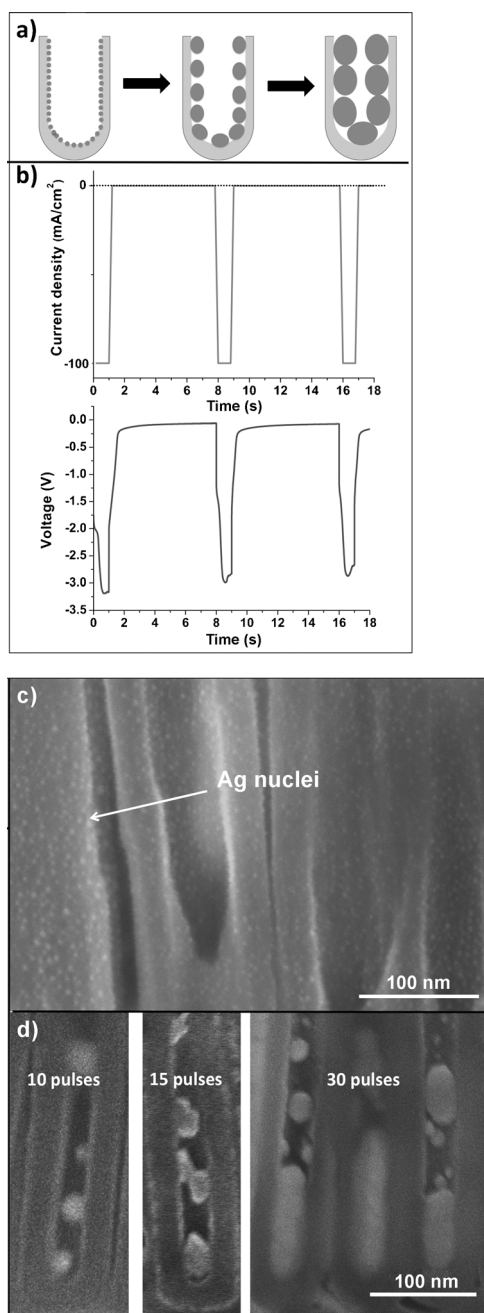 a)
b)
0
-100
Current density (mA/cm²)
0 2 4 6 8 10 12 14 16 18
Time (s)
0.0
-0.5
-1.0
-1.5
-2.0
-2.5
-3.0
-3.5
Voltage (V)
0 2 4 6 8 10 12 14 16 18
Time (s)
c)
Ag nuclei
100 nm
d)
10 pulses
15 pulses
30 pulses
100 nm